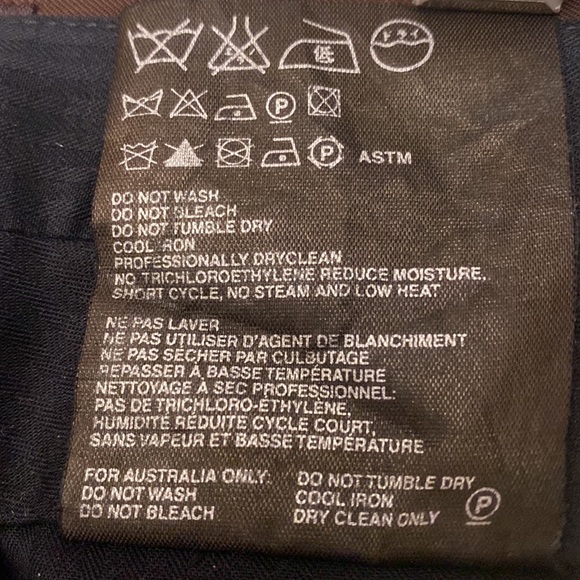 P
P ASTM
DO NOT WASH
DO NOT BLEACH
DO NOT TUMBLE DRY
COOL IRON
PROFESSIONALLY DRYCLEAN
NO TRICHLOROETHYLENE REDUCE MOISTURE,
SHORT CYCLE, NO STEAM AND LOW HEAT
NE PAS LAVER
NE PAS UTILISER D'AGENT DE BLANCHIMENT
NE PAS SECHER PAR CULBUTAGE
REPASSER À BASSE TEMPÉRATURE
NETTOYAGE À SEC PROFESSIONNEL:
PAS DE TRICHLORO-ÉTHYLÈNE,
HUMIDITÉ RÉDUITE CYCLE COURT,
SANS VAPEUR ET BASSE TEMPÉRATURE
FOR AUSTRALIA ONLY: DO NOT TUMBLE DRY
DO NOT WASH COOL IRON
DO NOT BLEACH DRY CLEAN ONLY P